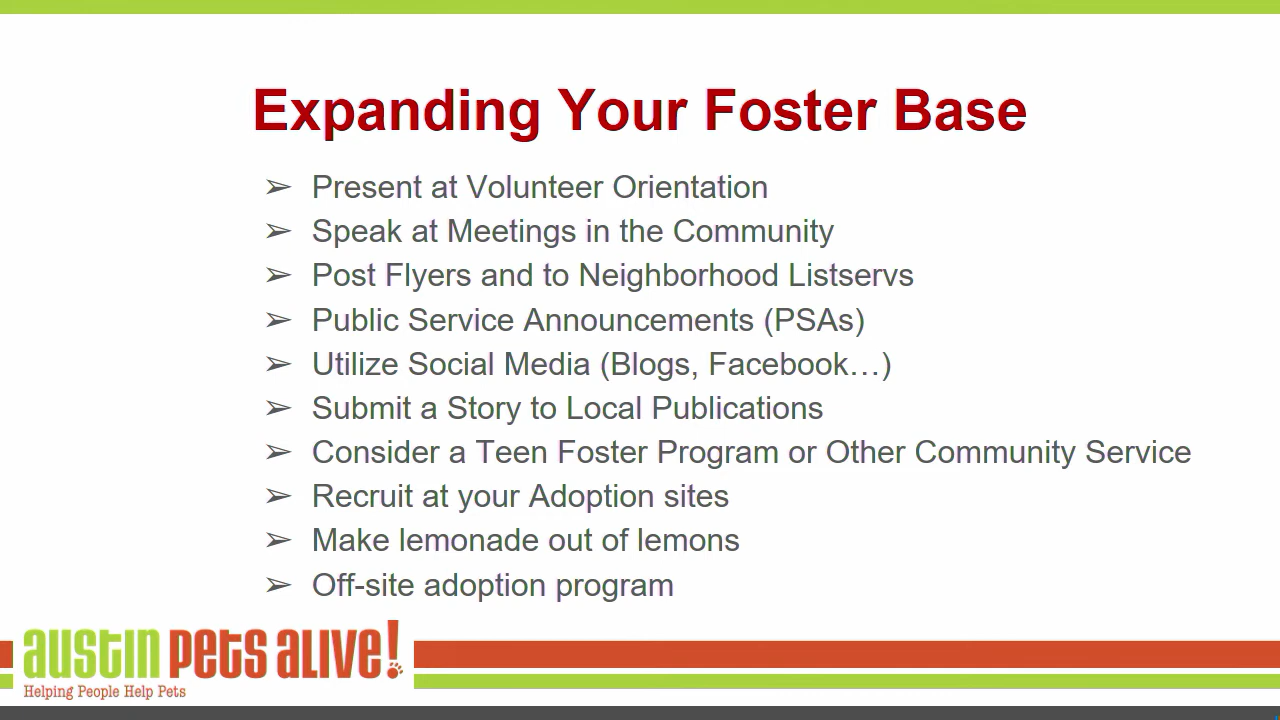 Expanding Your Foster Base
➢ Present at Volunteer Orientation
➢ Speak at Meetings in the Community
➢ Post Flyers and to Neighborhood Listservs
➢ Public Service Announcements (PSAs)
➢ Utilize Social Media (Blogs, Facebook…)
➢ Submit a Story to Local Publications
➢ Consider a Teen Foster Program or Other Community Service
➢ Recruit at your Adoption sites
➢ Make lemonade out of lemons
➢ Off-site adoption program
austin pets alive!
Helping People Help Pets